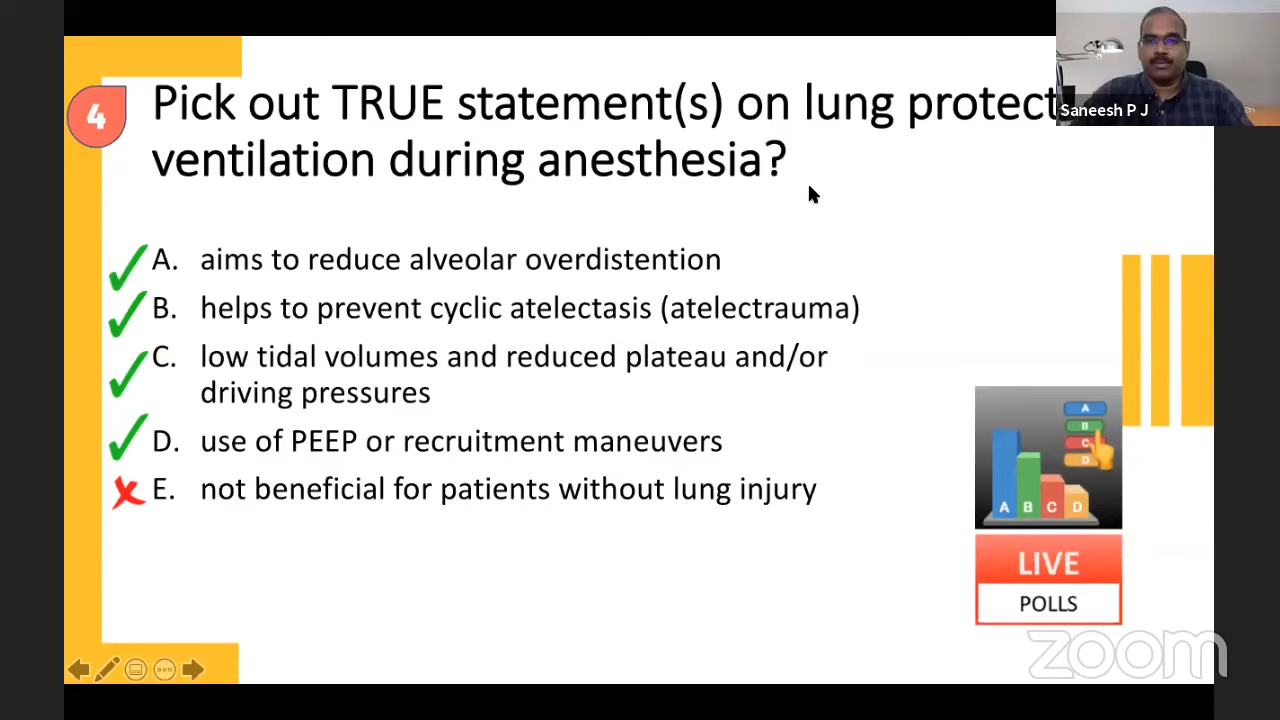 4
Pick out TRUE statement(s) on lung protect
ventilation during anesthesia?
Saneesh P J
A. aims to reduce alveolar overdistention
B. helps to prevent cyclic atelectasis (atelectrauma)
C. low tidal volumes and reduced plateau and/or
driving pressures
D. use of PEEP or recruitment maneuvers
E. not beneficial for patients without lung injury
A
B
C
D
A B C D
LIVE
POLLS
zoom